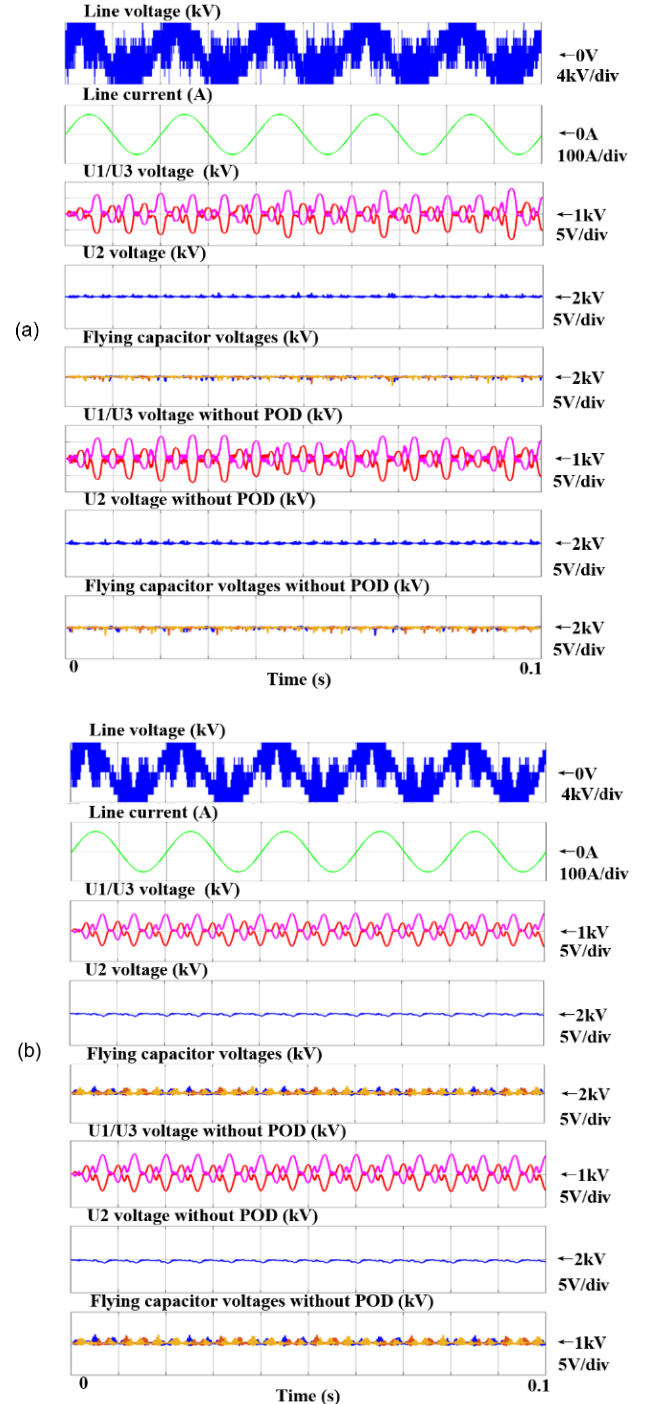 Line voltage (kV)
←0V
4kV/div
Line current (A)
←0A
100A/div
U1/U3 voltage (kV)
←1kV
5V/div
U2 voltage (kV)
←2kV
5V/div
(a)
Flying capacitor voltages (kV)
←2kV
5V/div
U1/U3 voltage without POD (kV)
←1kV
5V/div
U2 voltage without POD (kV)
←2kV
5V/div
Flying capacitor voltages without POD (kV)
←2kV
5V/div
0
0.1
Time (s)
Line voltage (kV)
←0V
4kV/div
Line current (A)
←0A
100A/div
U1/U3 voltage (kV)
←1kV
5V/div
U2 voltage (kV)
←2kV
5V/div
(b)
Flying capacitor voltages (kV)
←2kV
5V/div
U1/U3 voltage without POD (kV)
←1kV
5V/div
U2 voltage without POD (kV)
←2kV
5V/div
Flying capacitor voltages without POD (kV)
←1kV
5V/div
0
0.1
Time (s)